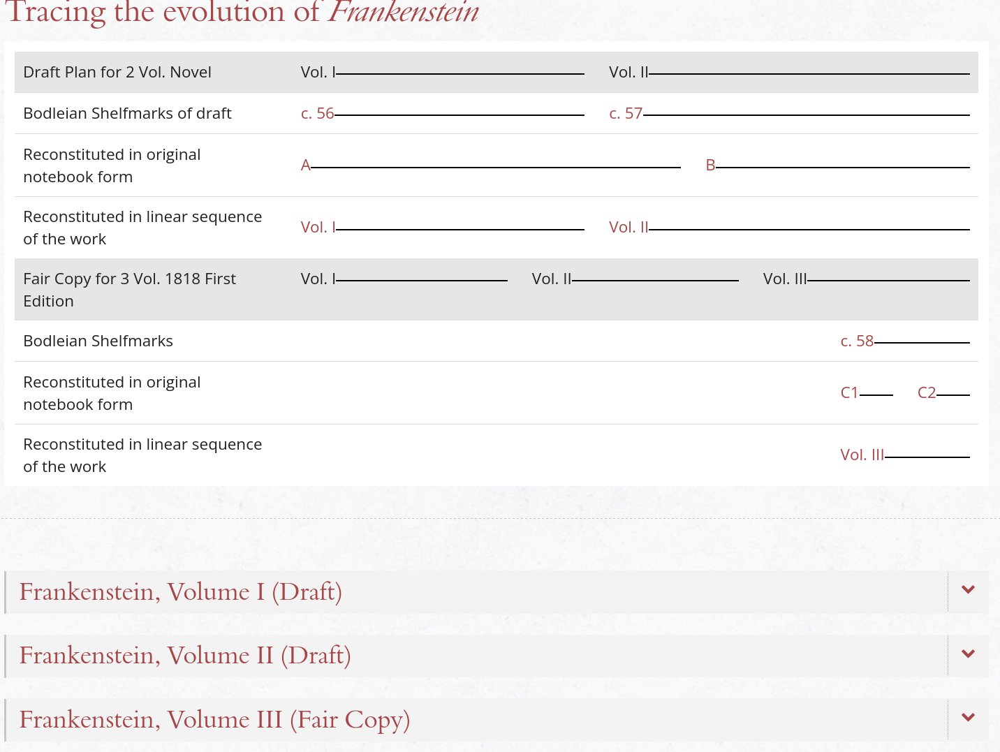 Tracing the evolution of Frankenstein
Draft Plan for 2 Vol. Novel Vol. I Vol. II
Bodleian Shelfmarks of draft c. 56 c. 57
Reconstituted in original
notebook form
A B
Reconstituted in linear sequence
of the work
Vol. I Vol. II
Fair Copy for 3 Vol. 1818 First
Edition
Vol. I Vol. II Vol. III
Bodleian Shelfmarks c. 58
Reconstituted in original
notebook form
C1 C2
Reconstituted in linear sequence
of the work
Vol. III
Frankenstein, Volume I (Draft)
Frankenstein, Volume II (Draft)
Frankenstein, Volume III (Fair Copy)